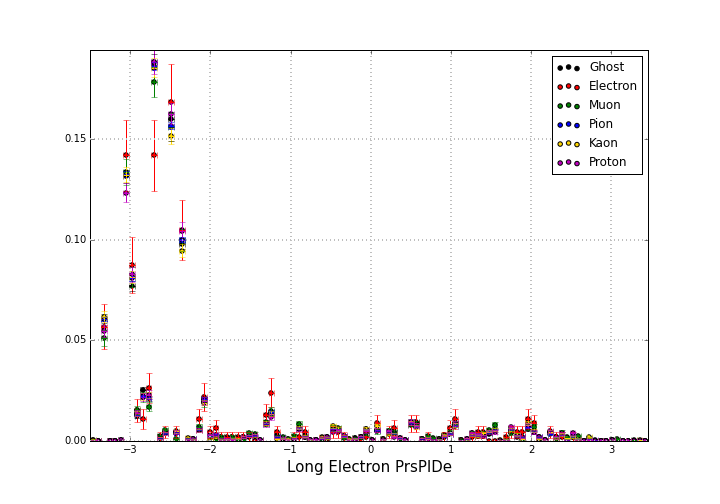 Ghost
Electron
Muon
Pion
Kaon
Proton
0.15
0.10
0.05
0.00
−3 −2 −1 0 1 2 3
Long Electron PrsPIDe